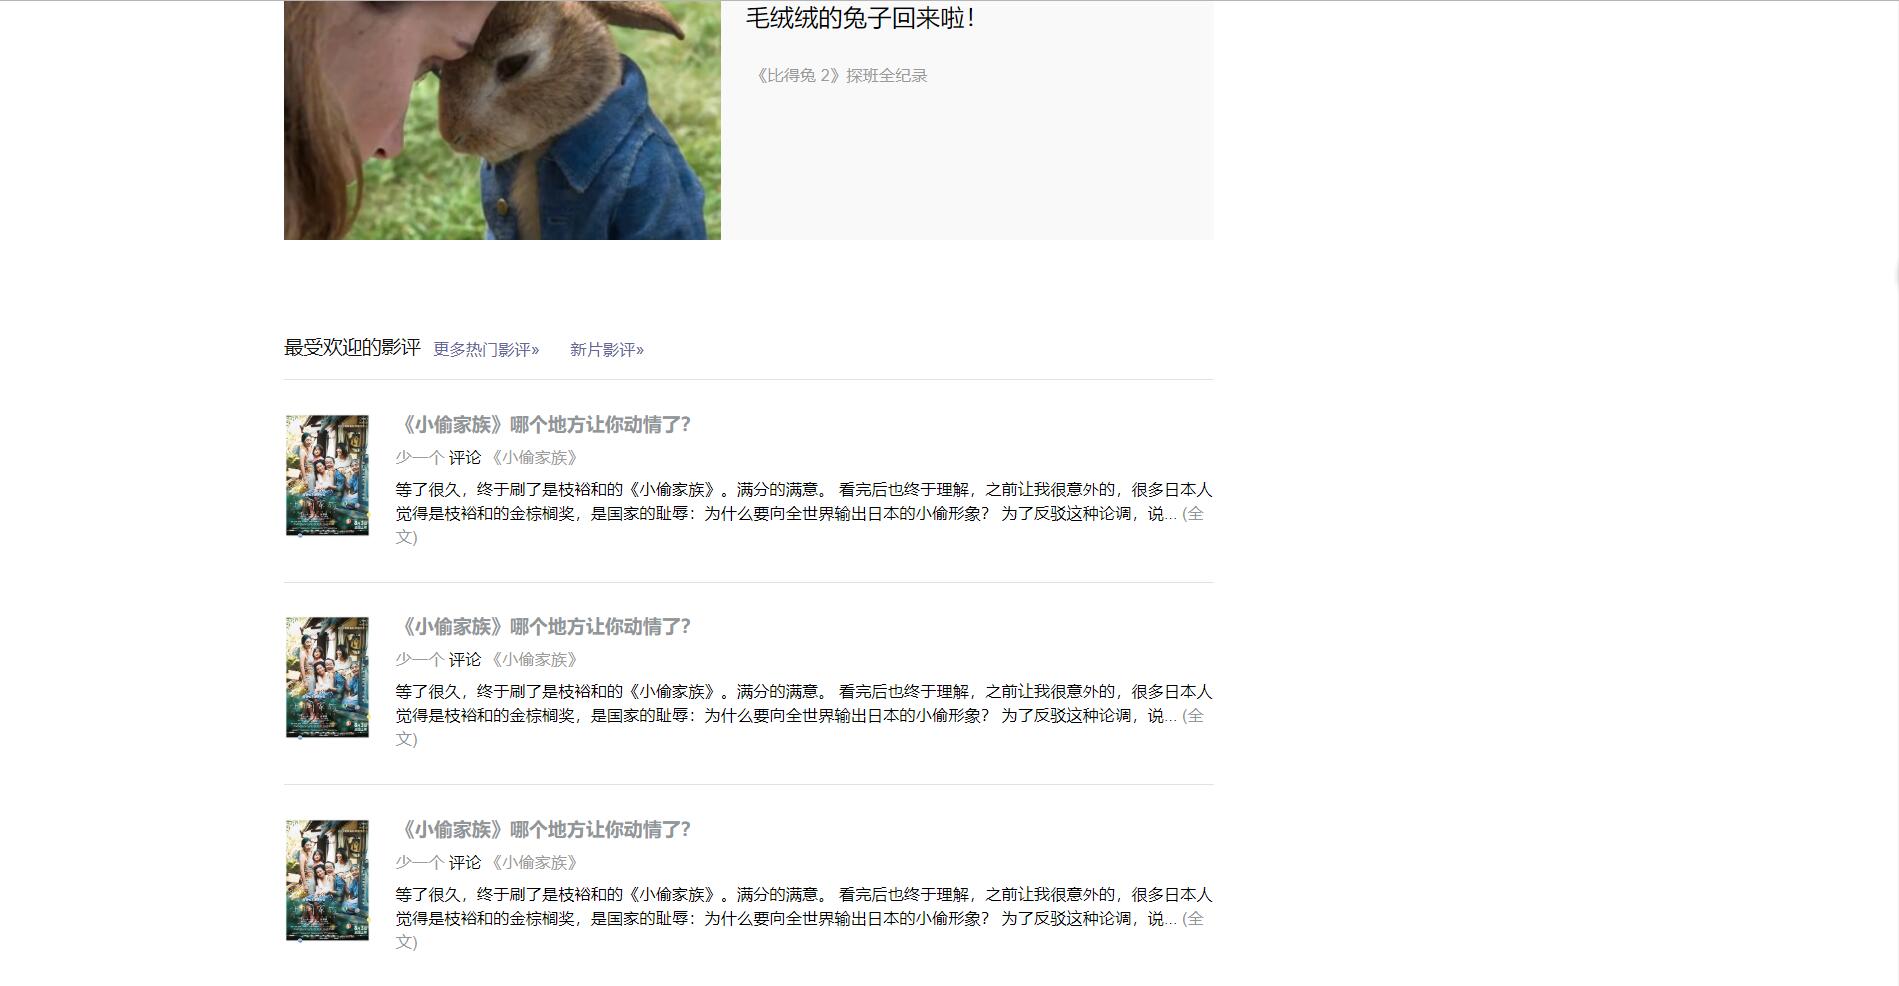 毛绒绒的兔子回来啦！
《比得兔 2》探班全纪录
最受欢迎的影评 更多热门影评» 新片影评»
《小偷家族》哪个地方让你动情了?
少一个 评论 《小偷家族》
等了很久，终于刷了是枝裕和的《小偷家族》。满分的满意。 看完后也终于理解，之前让我很意外的，很多日本人
觉得是枝裕和的金棕榈奖，是国家的耻辱：为什么要向全世界输出日本的小偷形象？ 为了反驳这种论调，说... (全
文)
《小偷家族》哪个地方让你动情了?
少一个 评论 《小偷家族》
等了很久，终于刷了是枝裕和的《小偷家族》。满分的满意。 看完后也终于理解，之前让我很意外的，很多日本人
觉得是枝裕和的金棕榈奖，是国家的耻辱：为什么要向全世界输出日本的小偷形象？ 为了反驳这种论调，说... (全
文)
《小偷家族》哪个地方让你动情了?
少一个 评论 《小偷家族》
等了很久，终于刷了是枝裕和的《小偷家族》。满分的满意。 看完后也终于理解，之前让我很意外的，很多日本人
觉得是枝裕和的金棕榈奖，是国家的耻辱：为什么要向全世界输出日本的小偷形象？ 为了反驳这种论调，说... (全
文)